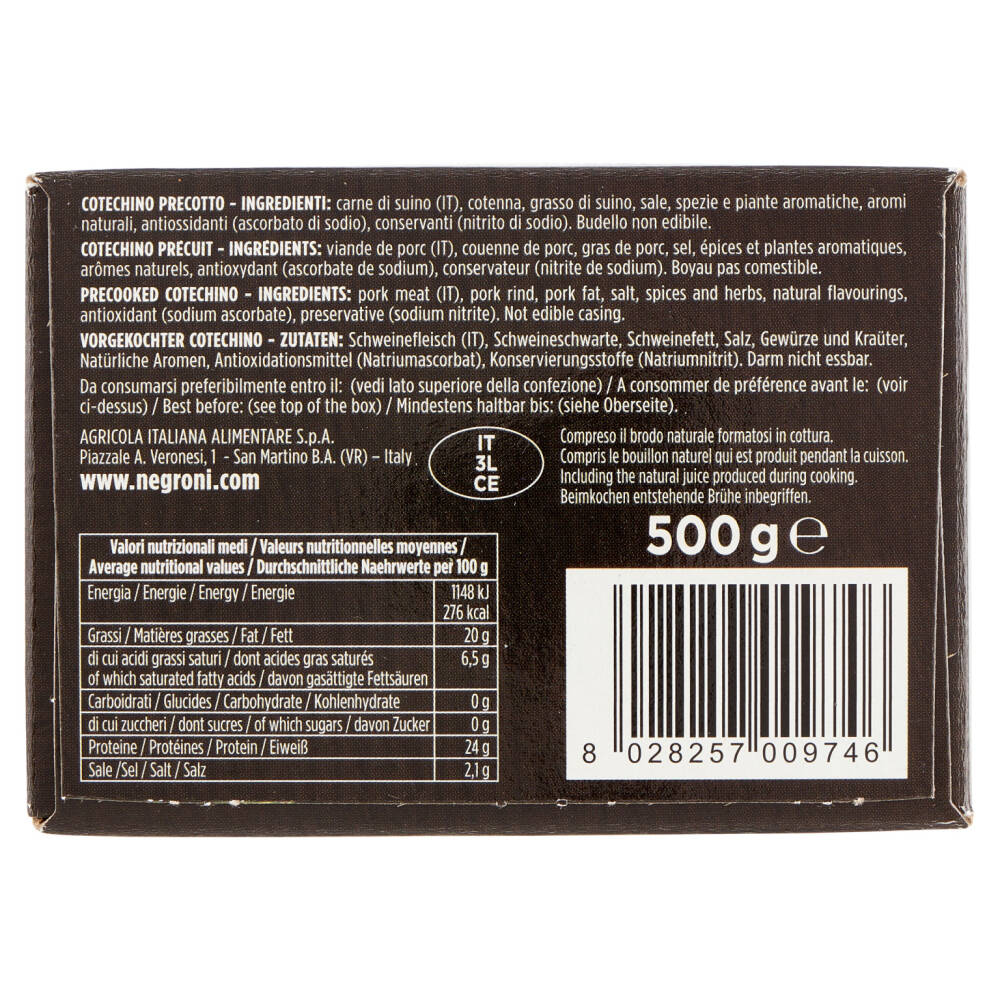 COTECHINO PRECOTTO - INGREDIENTI: carne di suino (IT), cotenna, grasso di suino, sale, spezie e piante aromatiche, aromi
naturali, antiossidanti (ascorbato di sodio), conservanti (nitrito di sodio). Budello non edibile.
COTECHINO PRECUIT - INGRÉDIENTS: viande de porc (IT), couenne de porc, gras de porc, sel, épices et plantes aromatiques,
arômes naturels, antioxydant (ascorbate de sodium), conservateur (nitrite de sodium). Boyau pas comestible.
PRECOOKED COTECHINO - INGREDIENTS: pork meat (IT), pork rind, pork fat, salt, spices and herbs, natural flavourings,
antioxidant (sodium ascorbate), preservative (sodium nitrite). Not edible casing.
VORGEKOCHTER COTECHINO - ZUTATEN: Schweinefleisch (IT), Schweineschwarte, Schweinefett, Salz, Gewürze und Kraüter,
Natürliche Aromen, Antioxidationsmittel (Natriumascorbat), Konservierungsstoffe (Natriumnitrit). Darm nicht essbar.
Da consumarsi preferibilmente entro il: (vedi lato superiore della confezione) / A consommer de préférence avant le: (voir
ci-dessus) / Best before: (see top of the box) / Mindestens haltbar bis: (siehe Oberseite).
AGRICOLA ITALIANA ALIMENTARE S.p.A.
Piazzale A. Veronesi, 1 - San Martino B.A. (VR) – Italy
www.negroni.com
IT
3L
CE
Compreso il brodo naturale formatosi in cottura.
Compris le bouillon naturel qui est produit pendant la cuisson.
Including the natural juice produced during cooking.
Beimkochen entstehende Brühe inbegriffen.
500 g ℮
Valori nutrizionali medi / Valeurs nutritionnelles moyennes /
Average nutritional values / Durchschnittliche Naehrwerte per 100 g
Energia / Energie / Energy / Energie 1148 kJ
276 kcal
Grassi / Matières grasses / Fat / Fett 20 g
di cui acidi grassi saturi / dont acides gras saturés 6,5 g
of which saturated fatty acids / davon gasättigte Fettsäuren
Carboidrati / Glucides / Carbohydrate / Kohlenhydrate 0 g
di cui zuccheri / dont sucres / of which sugars / davon Zucker 0 g
Proteine / Protéines / Protein / Eiweiß 24 g
Sale /Sel / Salt / Salz 2,1 g
8 028257 009746